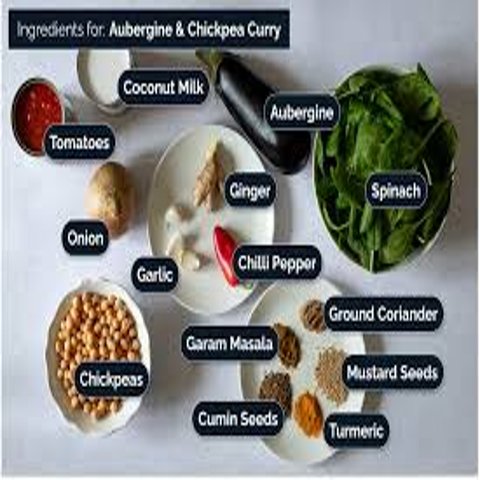 Ingredients for: Aubergine & Chickpea Curry
Coconut Milk
Aubergine
Tomatoes
Ginger
Spinach
Onion
Chilli Pepper
Garlic
Ground Coriander
Garam Masala
Mustard Seeds
Chickpeas
Cumin Seeds
Turmeric